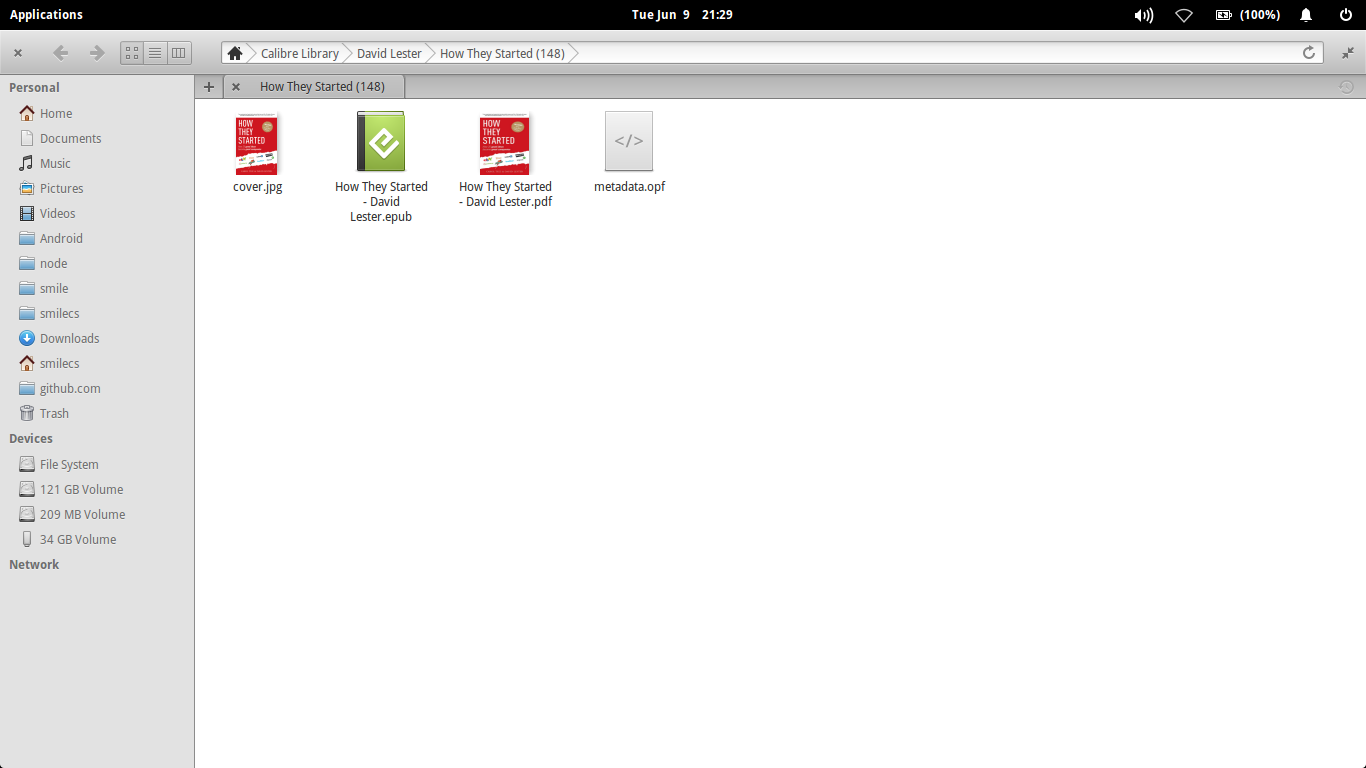 Applications
Tue Jun 9 21:29
(100%)
Calibre Library
David Lester
How They Started (148)
Personal
Home
Documents
Music
Pictures
Videos
Android
node
smile
smilecs
Downloads
smilecs
github.com
Trash
Devices
File System
121 GB Volume
209 MB Volume
34 GB Volume
Network
How They Started (148)
HOW
THEY
STARTED
cover.jpg
How They Started
- David
Lester.epub
HOW
THEY
STARTED
How They Started
- David Lester.pdf
</>
metadata.opf